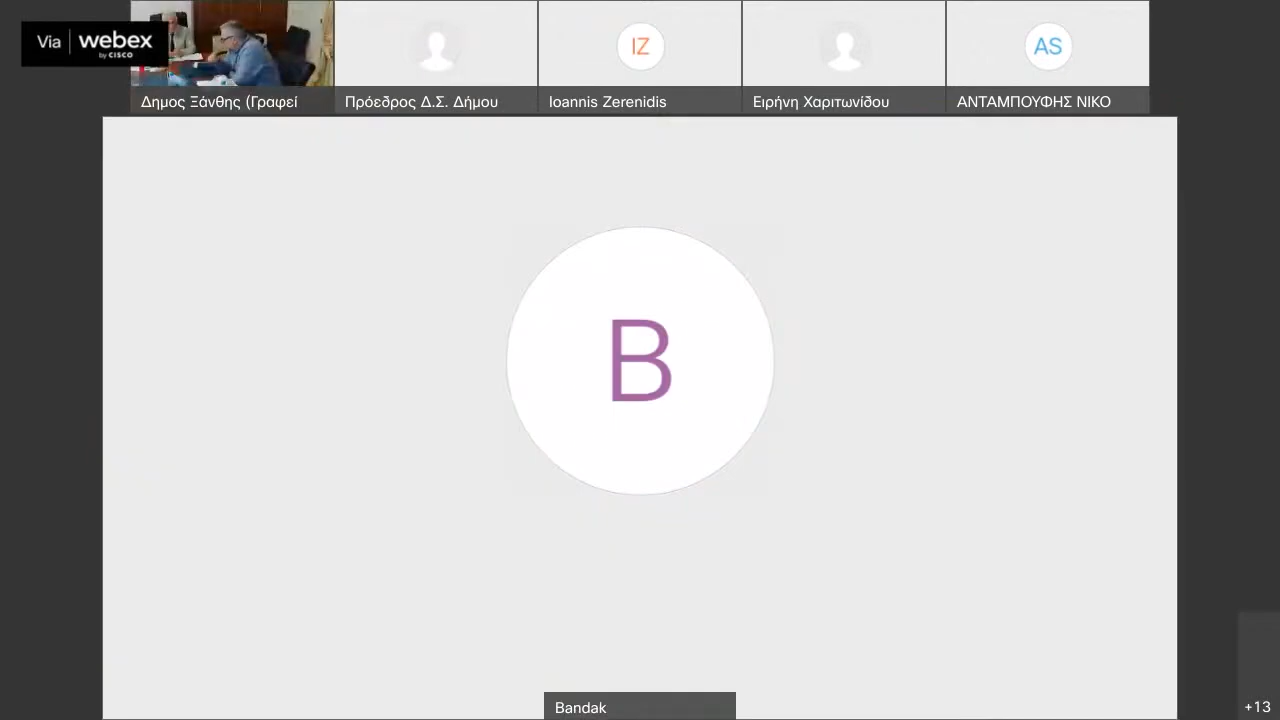 Via webex
by CISCO
IZ
AS
Δημος Ξάνθης (Γραφεί
Πρόεδρος Δ.Σ. Δήμου
Ioannis Zerenidis
Ειρήνη Χαριτωνίδου
ΑΝΤΑΜΠΟΥΦΗΣ ΝΙΚΟ
B
Bandak
+13